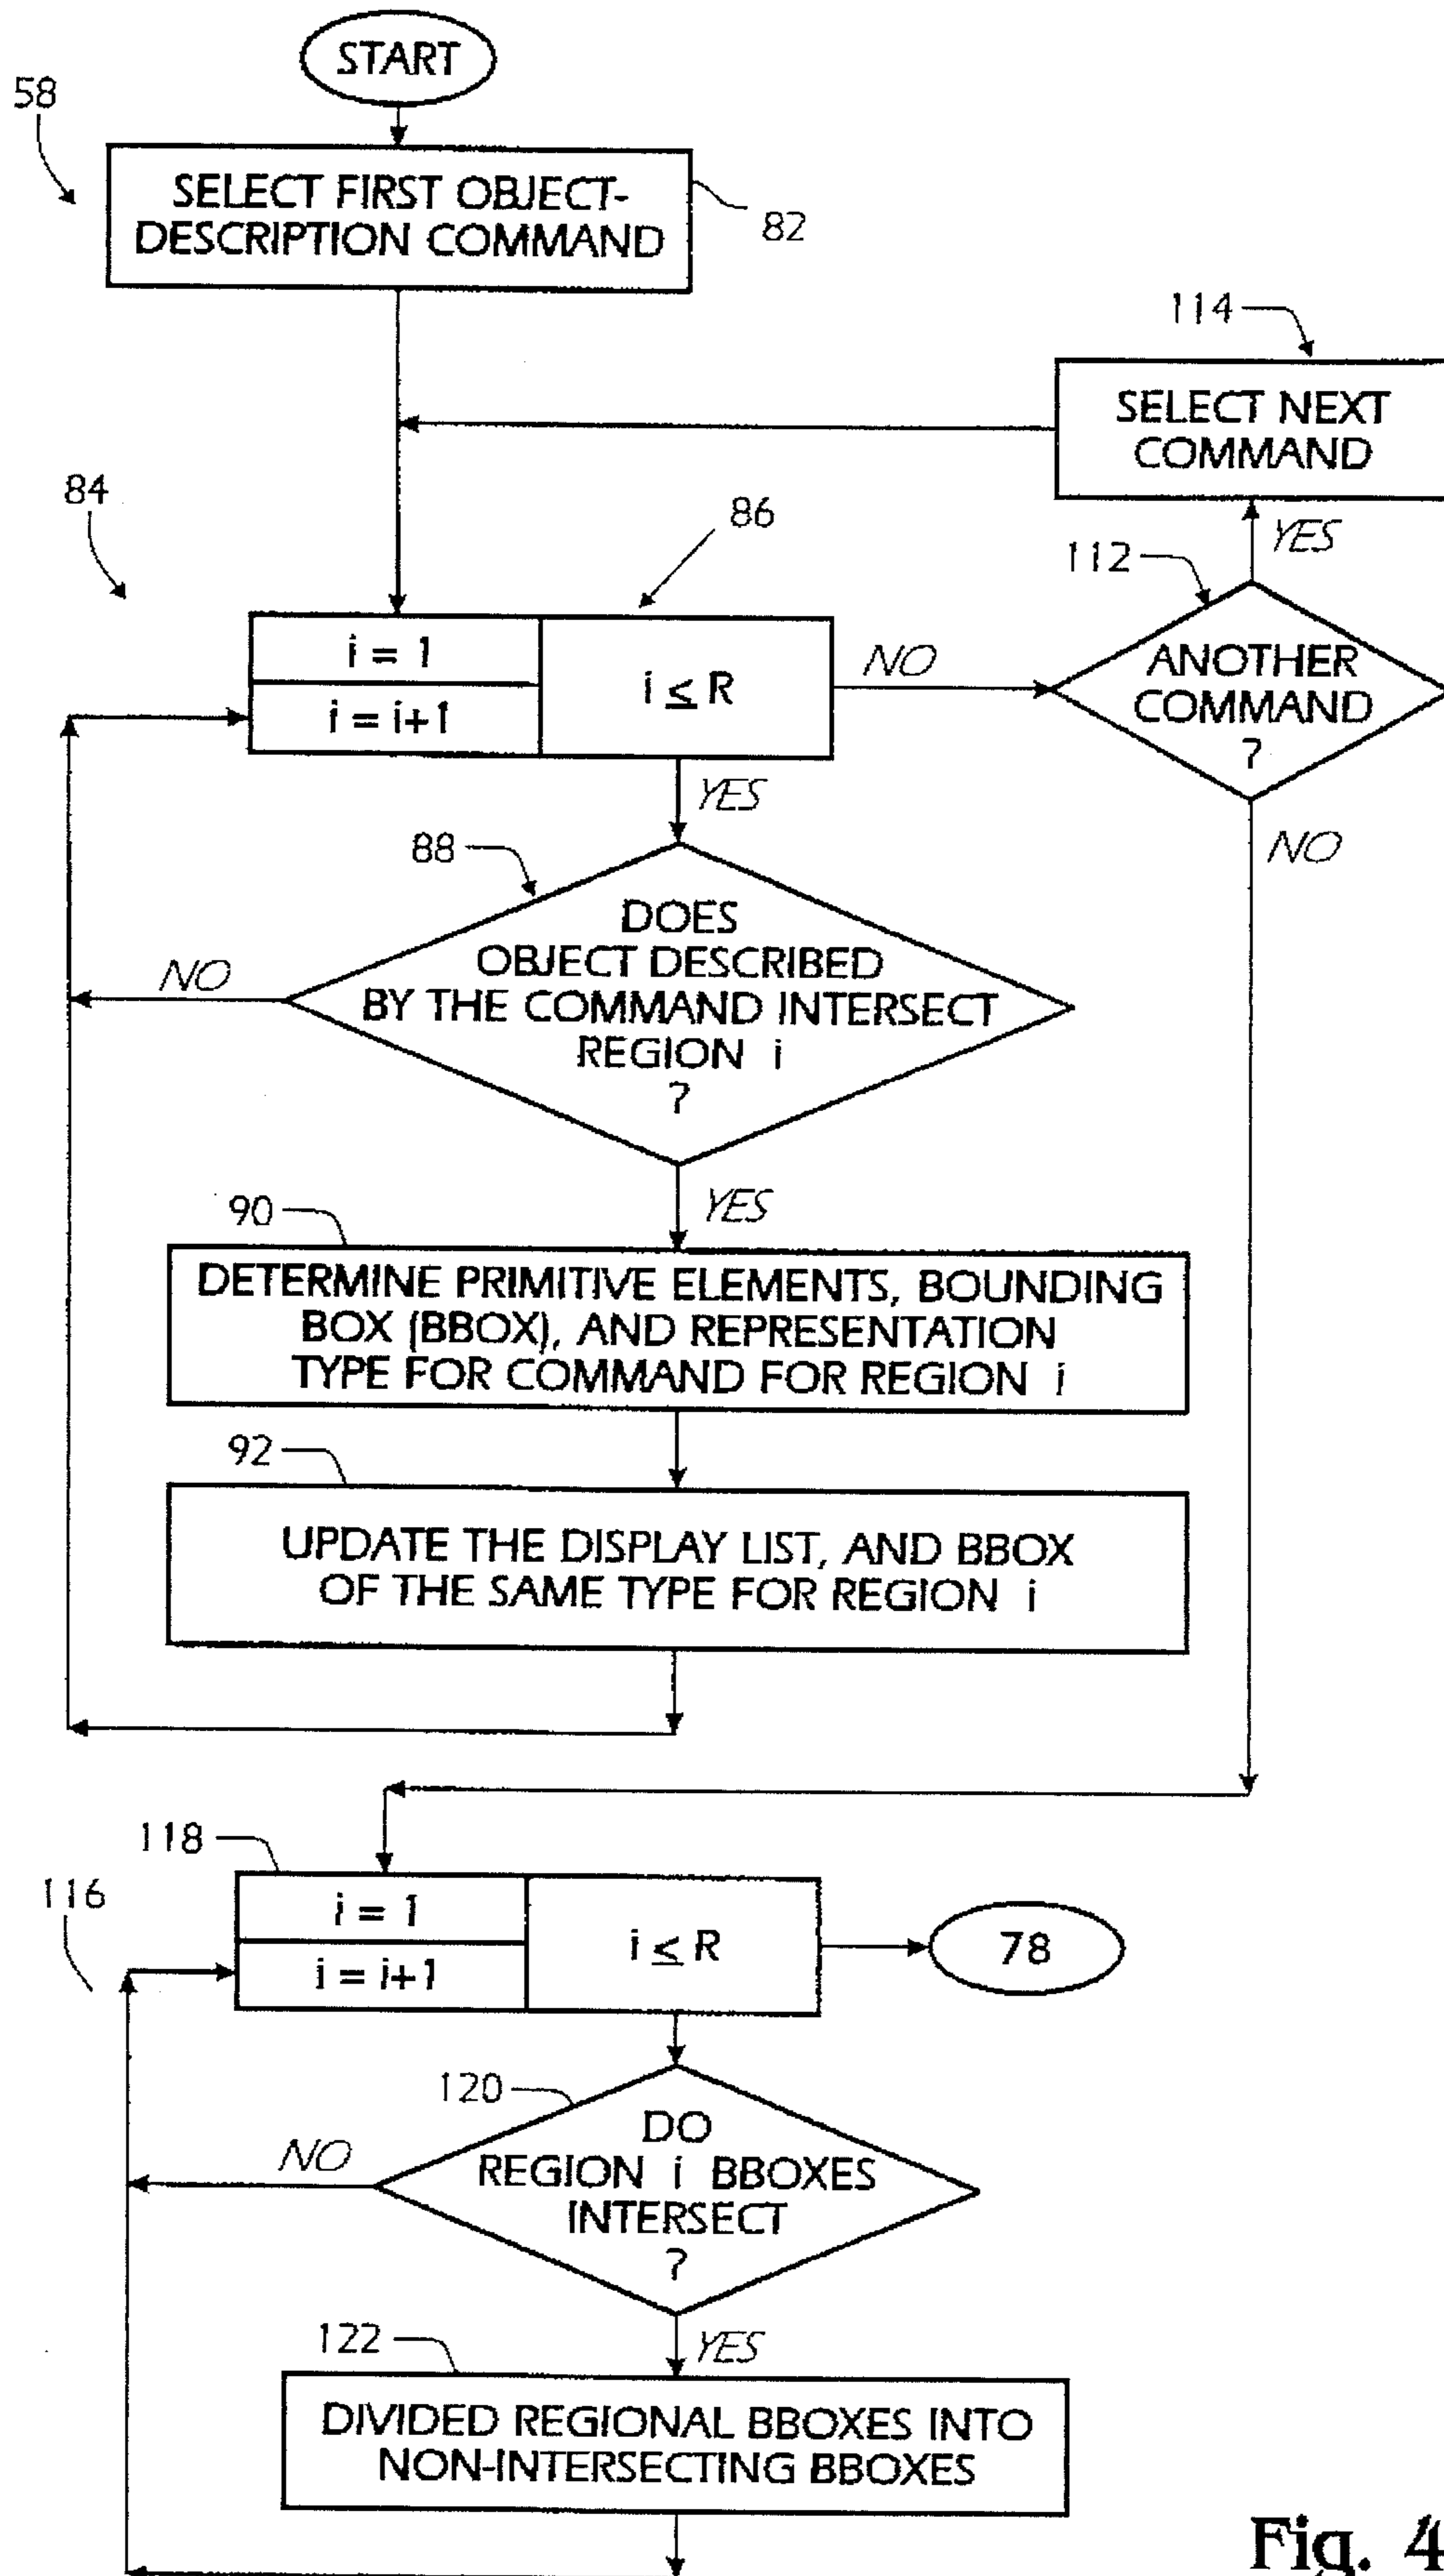 START
58
SELECT FIRST OBJECT-
DESCRIPTION COMMAND
82
114
SELECT NEXT
COMMAND
84
86
112
YES
i = 1
i = i+1
i ≤ R
NO
ANOTHER
COMMAND
?
YES
NO
88
DOES
OBJECT DESCRIBED
BY THE COMMAND INTERSECT
REGION i
?
NO
YES
90
DETERMINE PRIMITIVE ELEMENTS, BOUNDING
BOX (BBOX), AND REPRESENTATION
TYPE FOR COMMAND FOR REGION i
92
UPDATE THE DISPLAY LIST, AND BBOX
OF THE SAME TYPE FOR REGION i
118
116
i = 1
i = i+1
i ≤ R
78
120
DO
REGION i BBOXES
INTERSECT
?
NO
YES
122
DIVIDED REGIONAL BBOXES INTO
NON-INTERSECTING BBOXES
Fig. 4